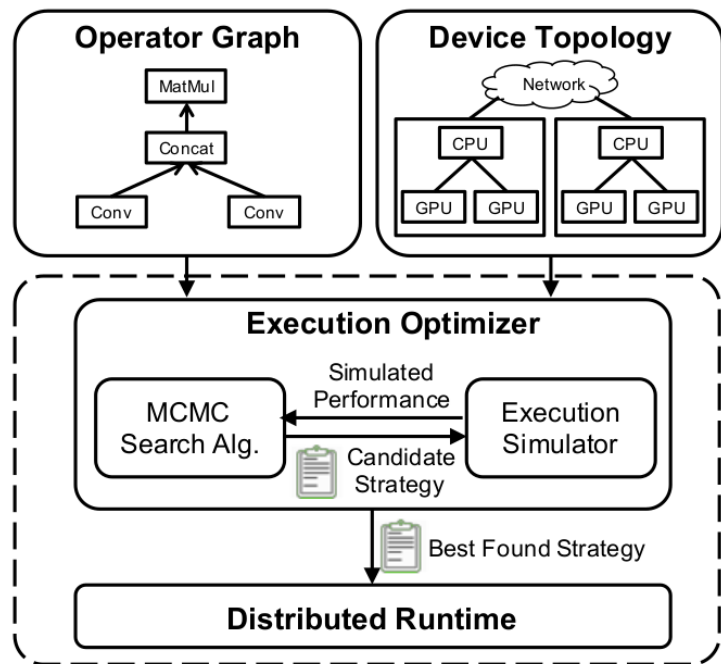 Operator Graph
MatMul
Concat
Conv
Conv
Device Topology
Network
CPU
CPU
GPU
GPU
GPU
GPU
Execution Optimizer
MCMC
Search Alg.
Simulated
Performance
Candidate
Strategy
Execution
Simulator
Best Found Strategy
Distributed Runtime